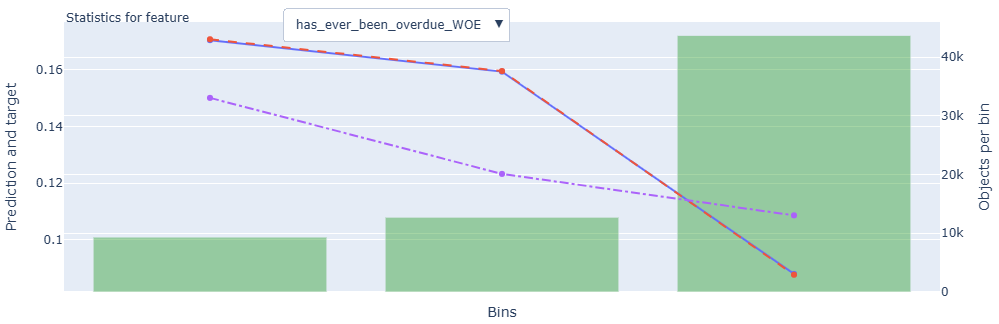 Statistics for feature
has_ever_been_overdue_WOE ▼
0.16
0.14
0.12
0.1
Prediction and target
40k
30k
20k
10k
0
Objects per bin
Bins